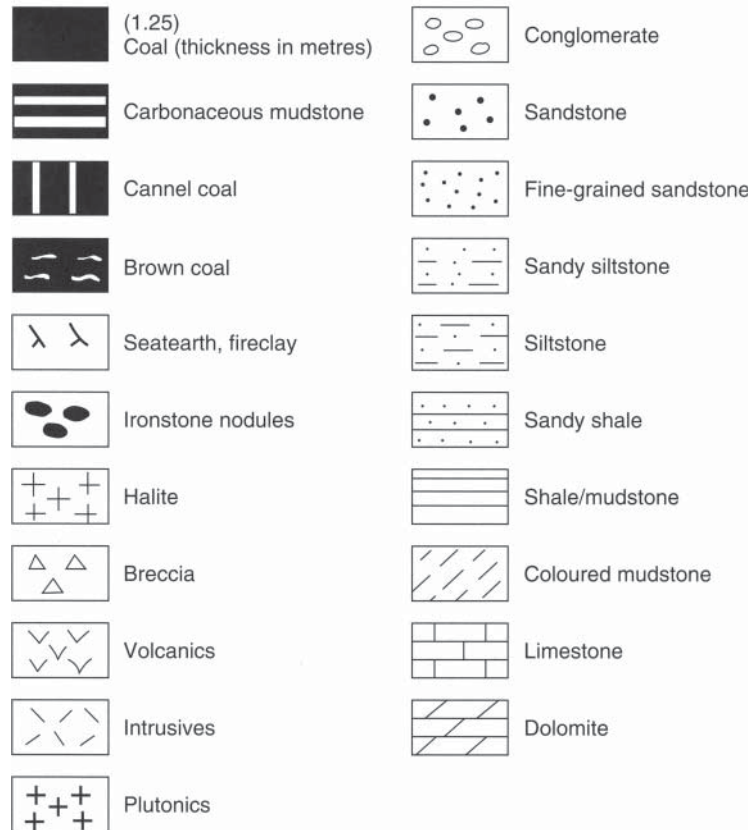 (1.25)
Coal (thickness in metres)
Carbonaceous mudstone
Cannel coal
Brown coal
Seatearth, fireclay
Ironstone nodules
Halite
Breccia
Volcanics
Intrusives
Plutonics
Conglomerate
Sandstone
Fine-grained sandstone
Sandy siltstone
Siltstone
Sandy shale
Shale/mudstone
Coloured mudstone
Limestone
Dolomite